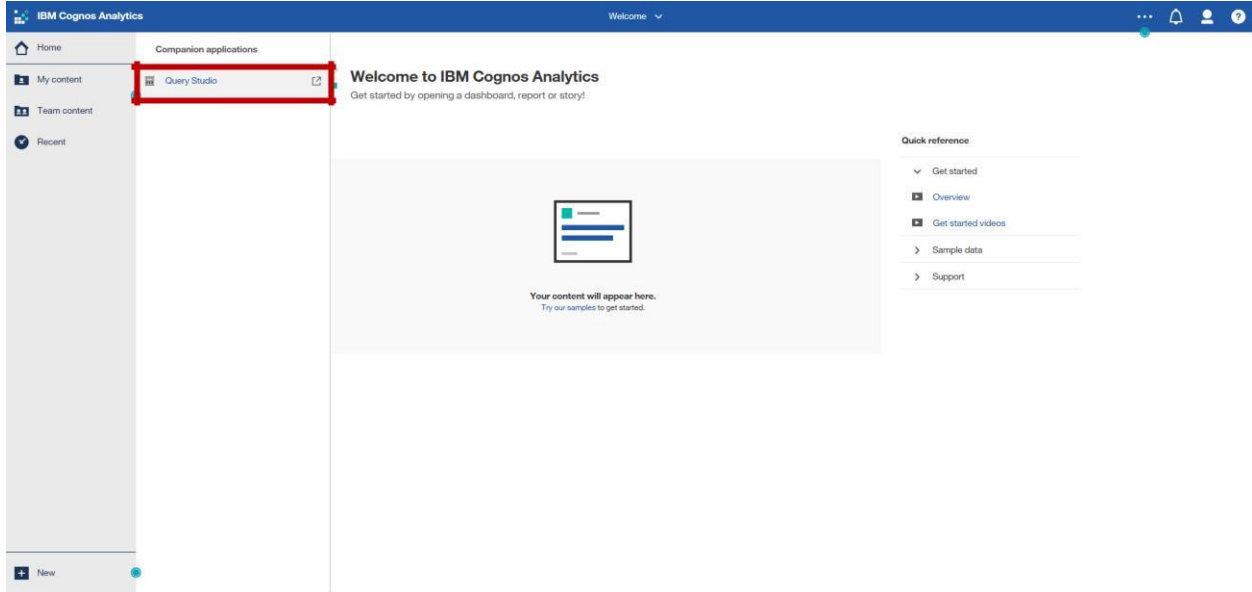 IBM Cognos Analytics
Welcome
Home
My content
Team content
Recent
New
Companion applications
Query Studio
Welcome to IBM Cognos Analytics
Get started by opening a dashboard, report or story!
Your content will appear here.
Try our samples to get started.
Quick reference
Get started
Overview
Get started videos
Sample data
Support